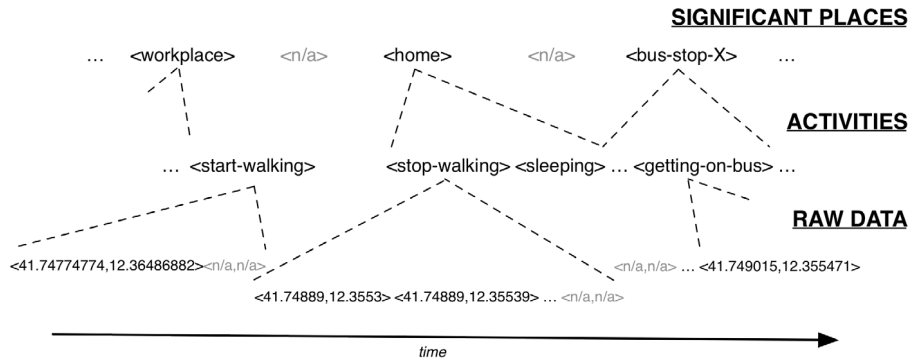 SIGNIFICANT PLACES
... <workplace> <n/a> <home> <n/a> <bus-stop-X> ...
ACTIVITIES
... <start-walking> <stop-walking> <sleeping> ... <getting-on-bus> ...
RAW DATA
<41.74774774,12.36486882><n/a,n/a> <n/a,n/a> ... <41.749015,12.355471>
<41.74889,12.3553> <41.74889,12.35539> ... <n/a,n/a>
time